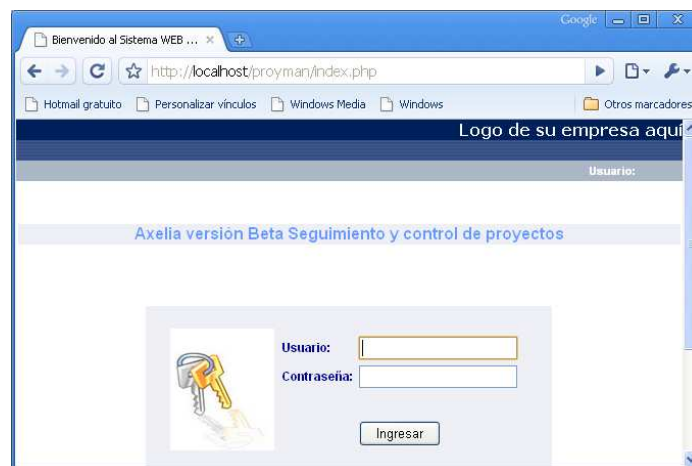 Google
Bienvenido al Sistema WEB ...
http://localhost/proyman/index.php
Hotmail gratuito Personalizar vínculos Windows Media Windows Otros marcadores
Logo de su empresa aquí
Usuario:
Axelia versión Beta Seguimiento y control de proyectos
Usuario:
Contraseña:
Ingresar